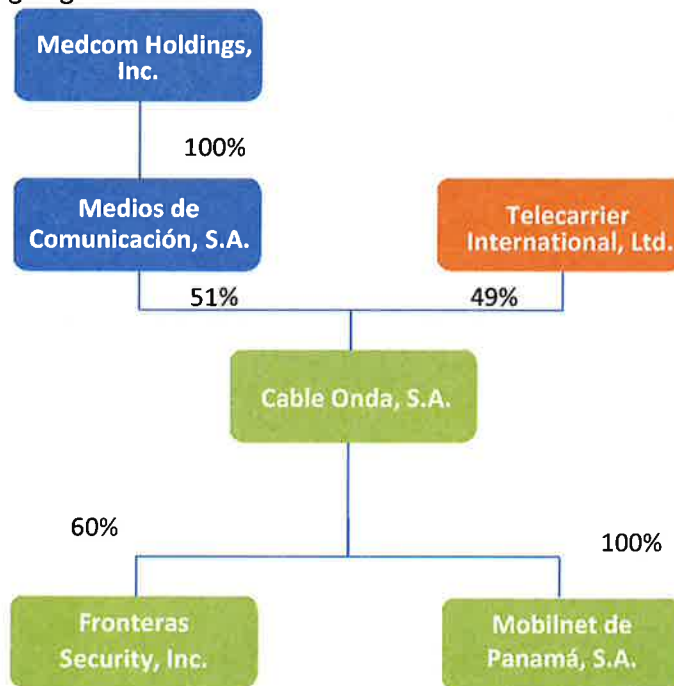 Medcom Holdings,
Inc.
100%
Medios de
Comunicación, S.A.
Telecarrier
International, Ltd.
51%
49%
Cable Onda, S.A.
60%
100%
Fronteras
Security, Inc.
Mobilnet de
Panamá, S.A.